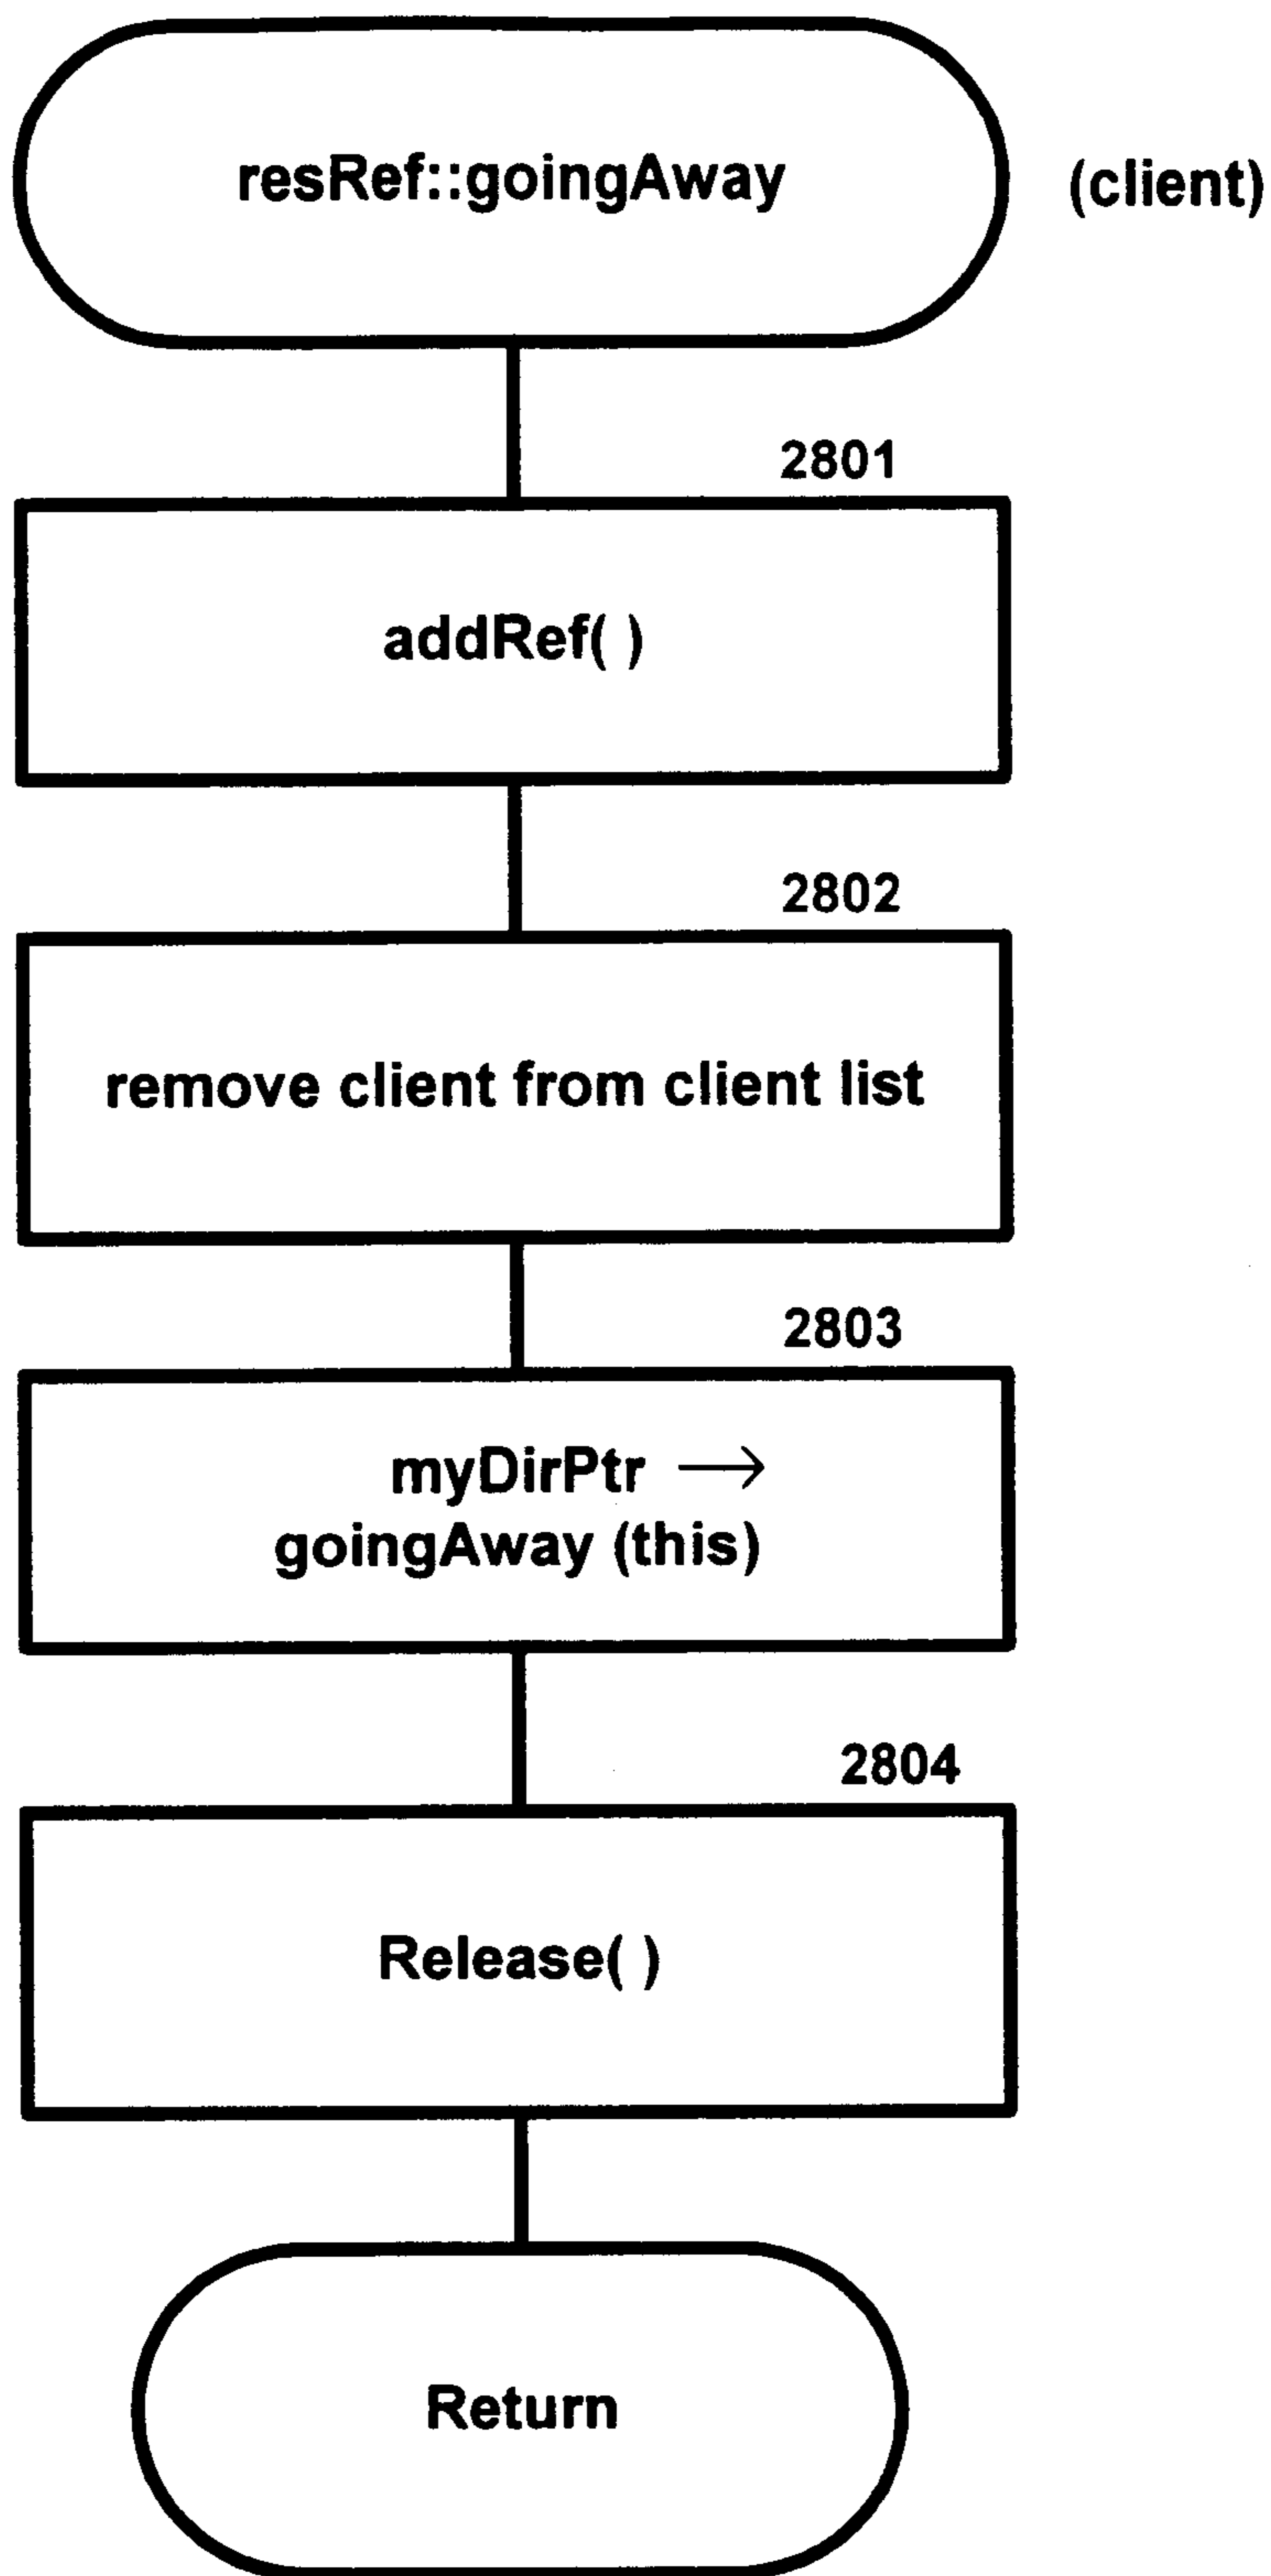 resRef::goingAway (client)
2801
addRef( )
2802
remove client from client list
2803
myDirPtr →
goingAway (this)
2804
Release( )
Return